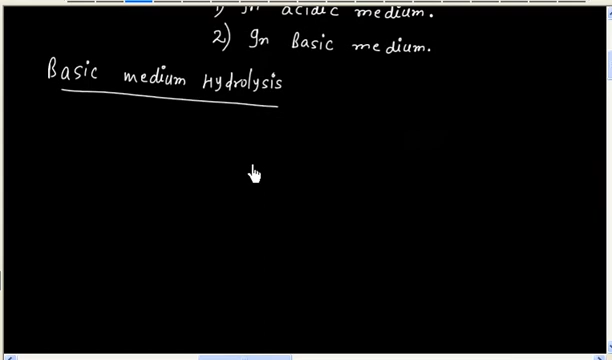 1) In acidic medium.
2) In Basic medium.
Basic medium Hydrolysis